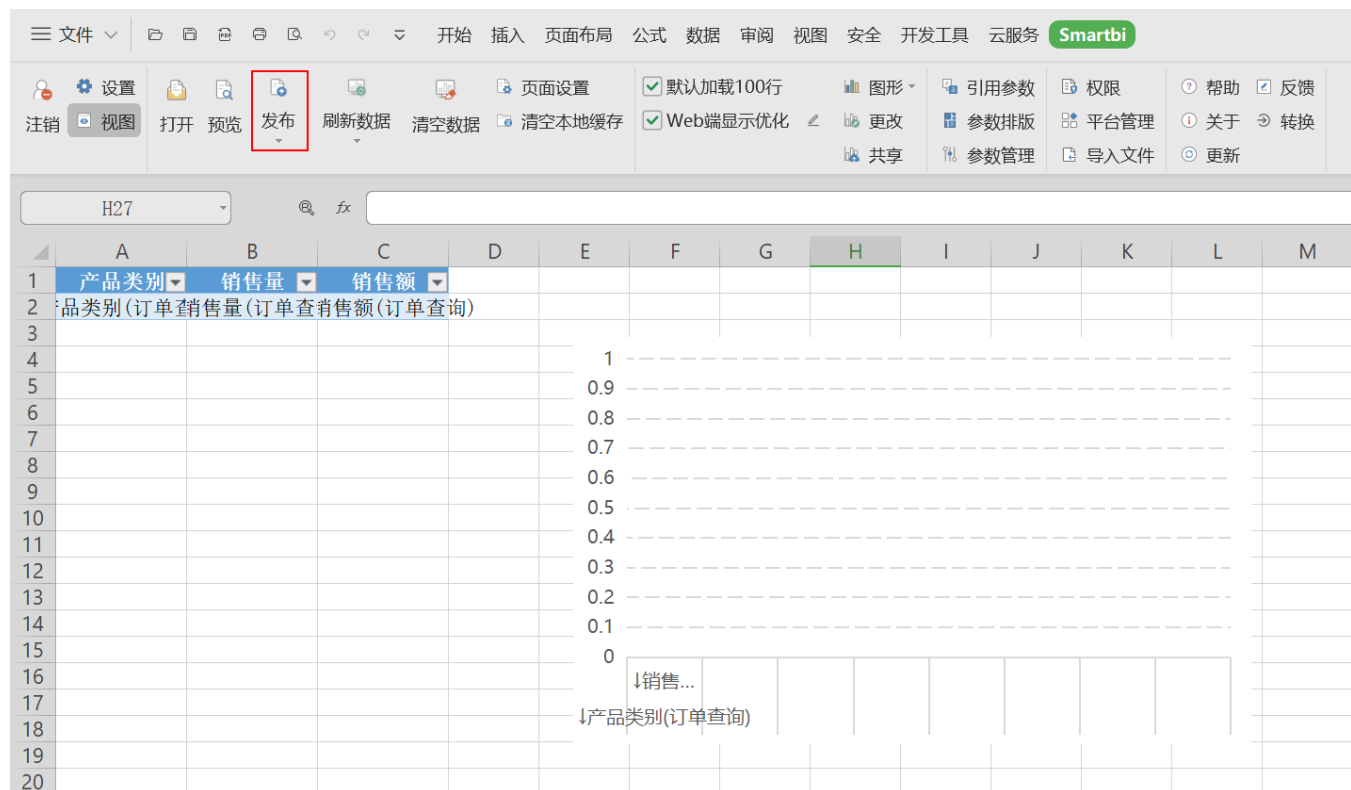 文件 开始 插入 页面布局 公式 数据 审阅 视图 安全 开发工具 云服务 Smartbi
设置 页面设置 默认加载100行 图形 引用参数 权限 帮助 反馈
注销 视图 打开 预览 发布 刷新数据 清空数据 清空本地缓存 Web端显示优化 更改 参数排版 平台管理 关于 转换
共享 参数管理 导入文件 更新
H27 fx
A B C D E F G H I J K L M
1 产品类别 销售量 销售额
2 品类别(订单查 销售量(订单查 销售额(订单查询)
3
4 1
5 0.9
6 0.8
7 0.7
8 0.6
9 0.5
10 0.4
11 0.3
12 0.2
13 0.1
14 0
15
16 ↓销售...
17 ↓产品类别(订单查询)
18
19
20